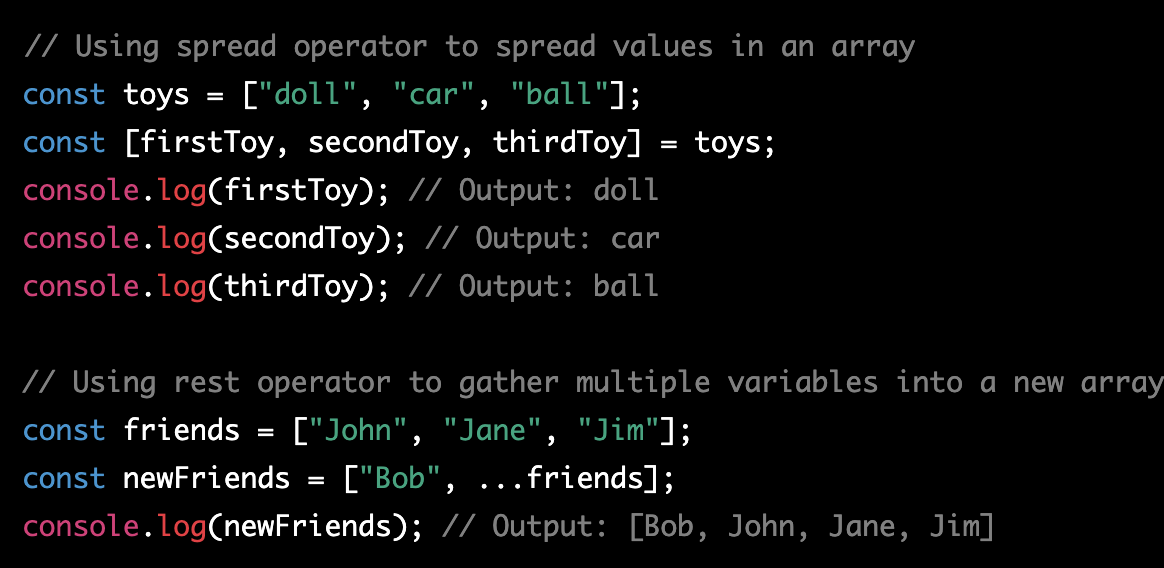 // Using spread operator to spread values in an array
const toys = ["doll", "car", "ball"];
const [firstToy, secondToy, thirdToy] = toys;
console.log(firstToy); // Output: doll
console.log(secondToy); // Output: car
console.log(thirdToy); // Output: ball
// Using rest operator to gather multiple variables into a new array
const friends = ["John", "Jane", "Jim"];
const newFriends = ["Bob", ...friends];
console.log(newFriends); // Output: [Bob, John, Jane, Jim]